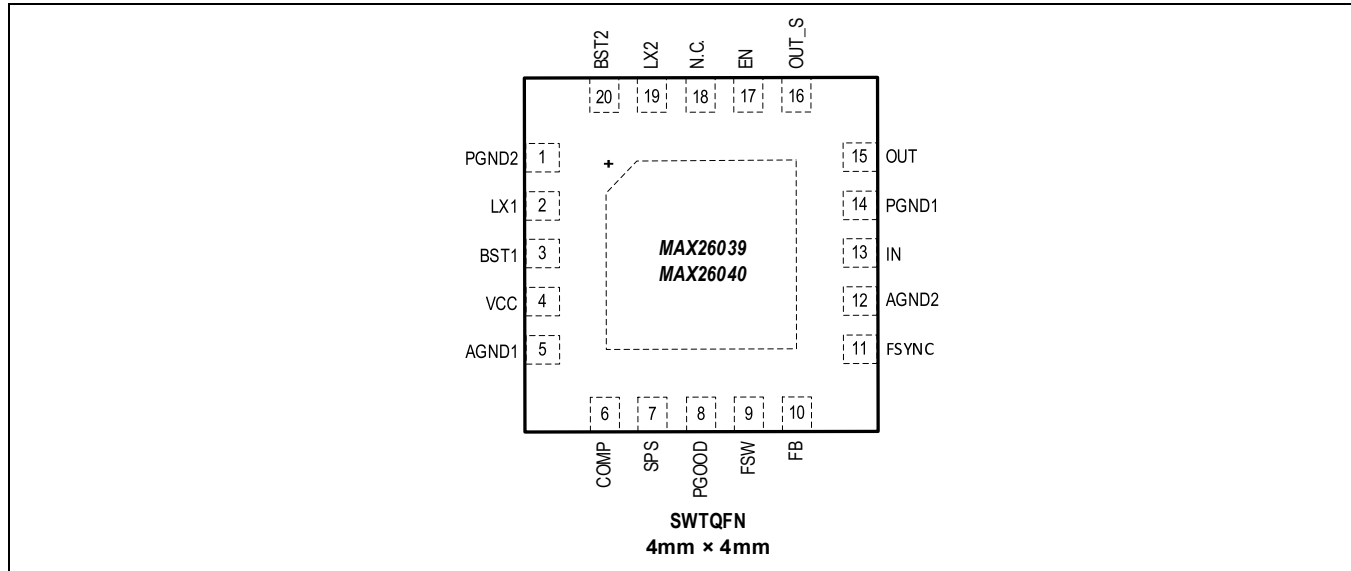 BST2 LX2 N.C. EN OUT_S
20 19 18 17 16
PGND2 1 15 OUT
+
LX1 2 14 PGND1
BST1 3 MAX26039 13 IN
MAX26040
VCC 4 12 AGND2
AGND1 5 11 FSYNC
6 7 8 9 10
COMP SPS PGOOD FSW FB
SWTQFN
4mm × 4mm